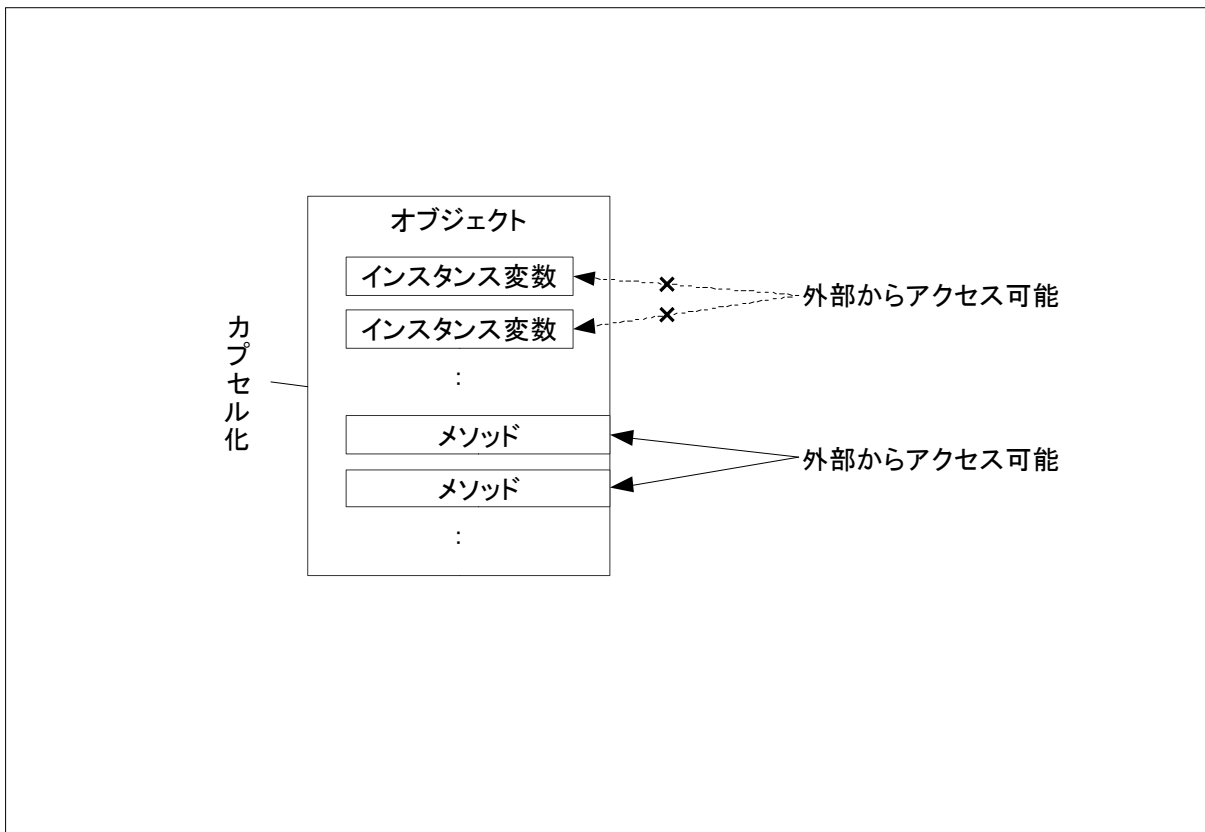 オブジェクト
インスタンス変数
外部からアクセス可能
インスタンス変数
:
カプセル化
メソッド
外部からアクセス可能
メソッド
: